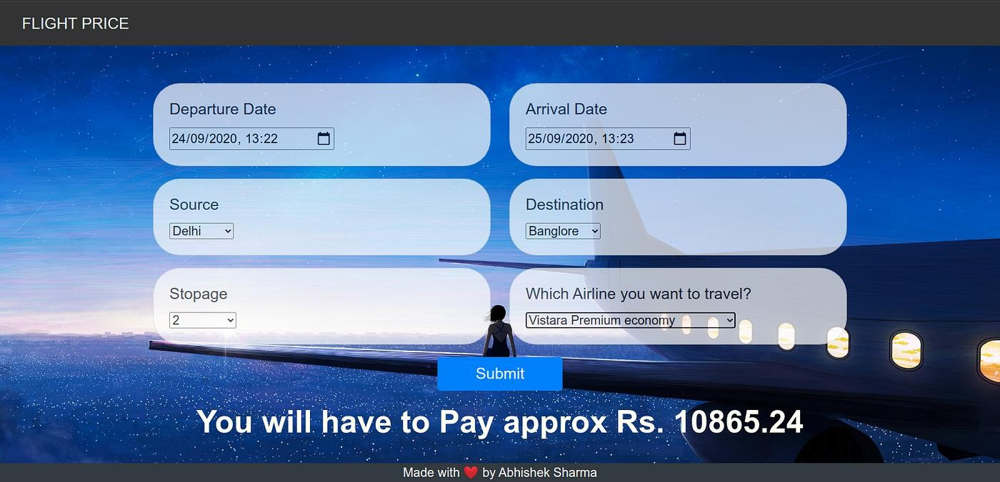 FLIGHT PRICE
Departure Date
24/09/2020, 13:22
Arrival Date
25/09/2020, 13:23
Source
Delhi
Destination
Banglore
Stopage
2
Which Airline you want to travel?
Vistara Premium economy
Submit
You will have to Pay approx Rs. 10865.24
Made with ❤️ by Abhishek Sharma